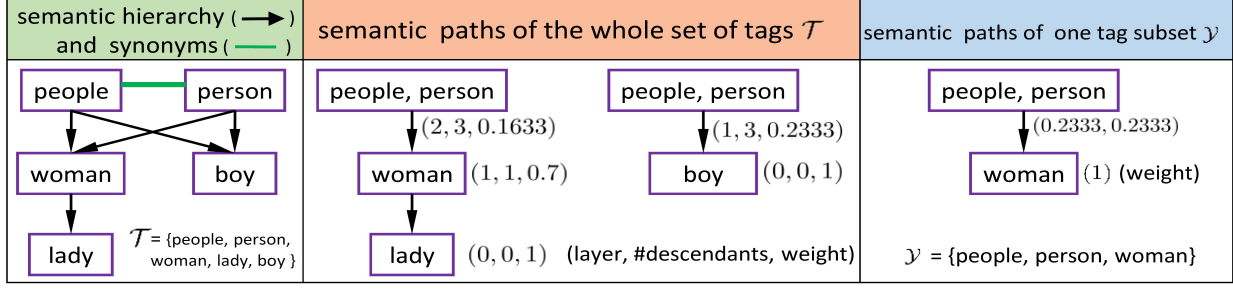 semantic hierarchy ( )
and synonyms ( )
people person
woman boy
lady
𝒯 = {people, person,
woman, lady, boy }
semantic paths of the whole set of tags 𝒯
people, person people, person
(2, 3, 0.1633) (1, 3, 0.2333)
woman (1, 1, 0.7) boy (0, 0, 1)
lady (0, 0, 1) (layer, #descendants, weight)
semantic paths of one tag subset 𝒴
people, person
(0.2333, 0.2333)
woman (1) (weight)
𝒴 = {people, person, woman}